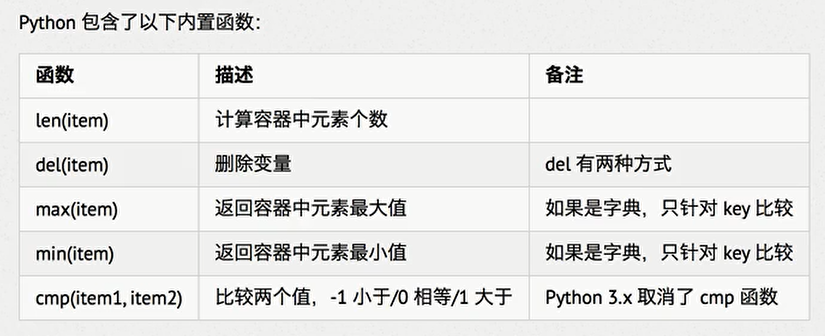 Python 包含了以下内置函数：
函数 描述 备注
len(item) 计算容器中元素个数
del(item) 删除变量 del 有两种方式
max(item) 返回容器中元素最大值 如果是字典，只针对 key 比较
min(item) 返回容器中元素最小值 如果是字典，只针对 key 比较
cmp(item1, item2) 比较两个值，-1 小于/0 相等/1 大于 Python 3.x 取消了 cmp 函数